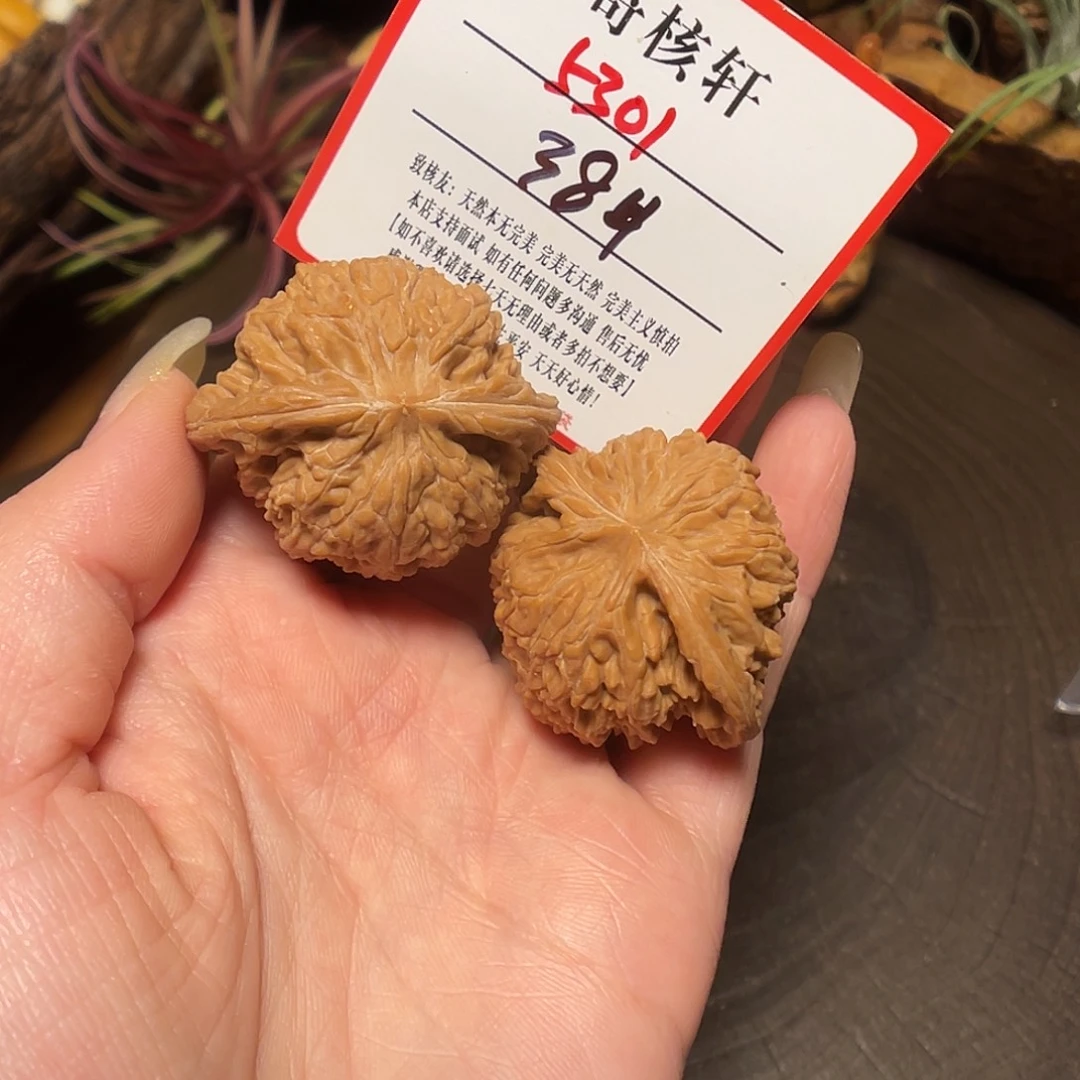 奇核轩
5301
384
致核友：天然本无完美 完美无天然 完美主义慎拍
本店支持面试 如有任何问题多沟通 售后无忧
【如不喜欢请选择七天无理由或者多拍不想要】
平安 天天好心情！